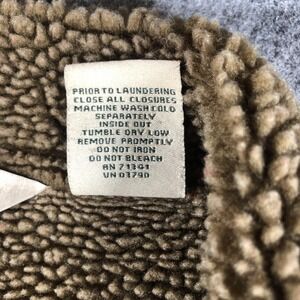 PRIOR TO LAUNDERING
CLOSE ALL CLOSURES
MACHINE WASH COLD
SEPARATELY
INSIDE OUT
TUMBLE DRY LOW
REMOVE PROMPTLY
DO NOT IRON
DO NOT BLEACH
RN 71341
VN 03790